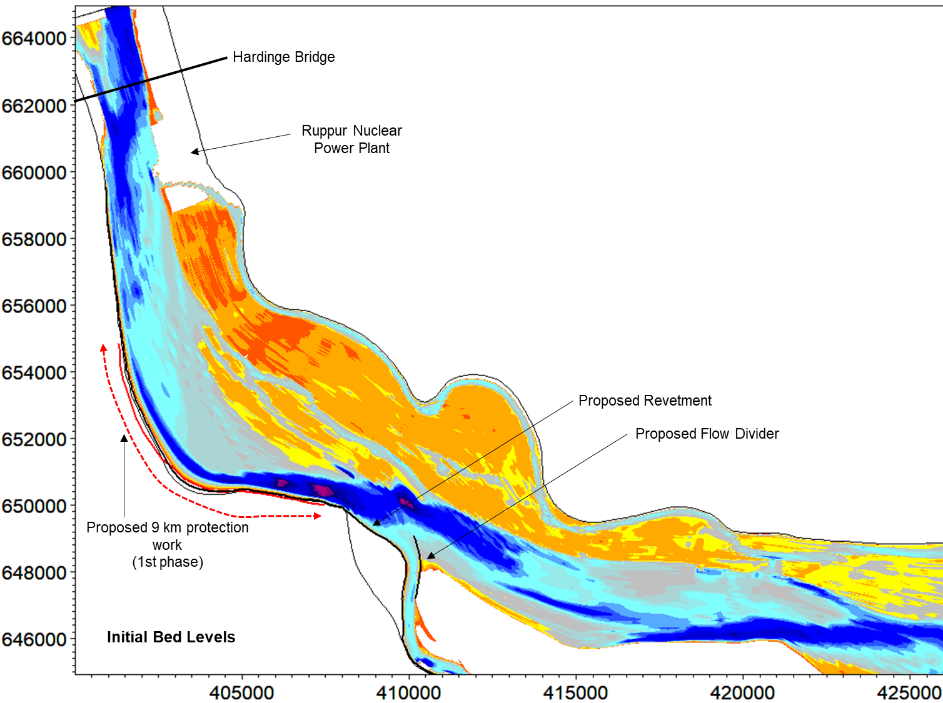 664000
Hardinge Bridge
662000
Ruppur Nuclear
Power Plant
660000
658000
656000
654000
Proposed Revetment
652000
Proposed Flow Divider
650000
Proposed 9 km protection
work
(1st phase)
648000
646000
Initial Bed Levels
405000
410000
415000
420000
425000